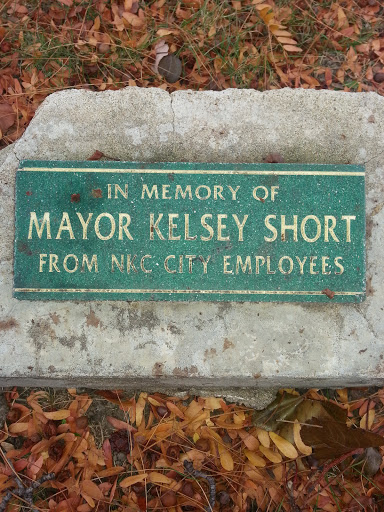 IN MEMORY OF
MAYOR KELSEY SHORT
FROM NKC·CITY EMPLOYEES